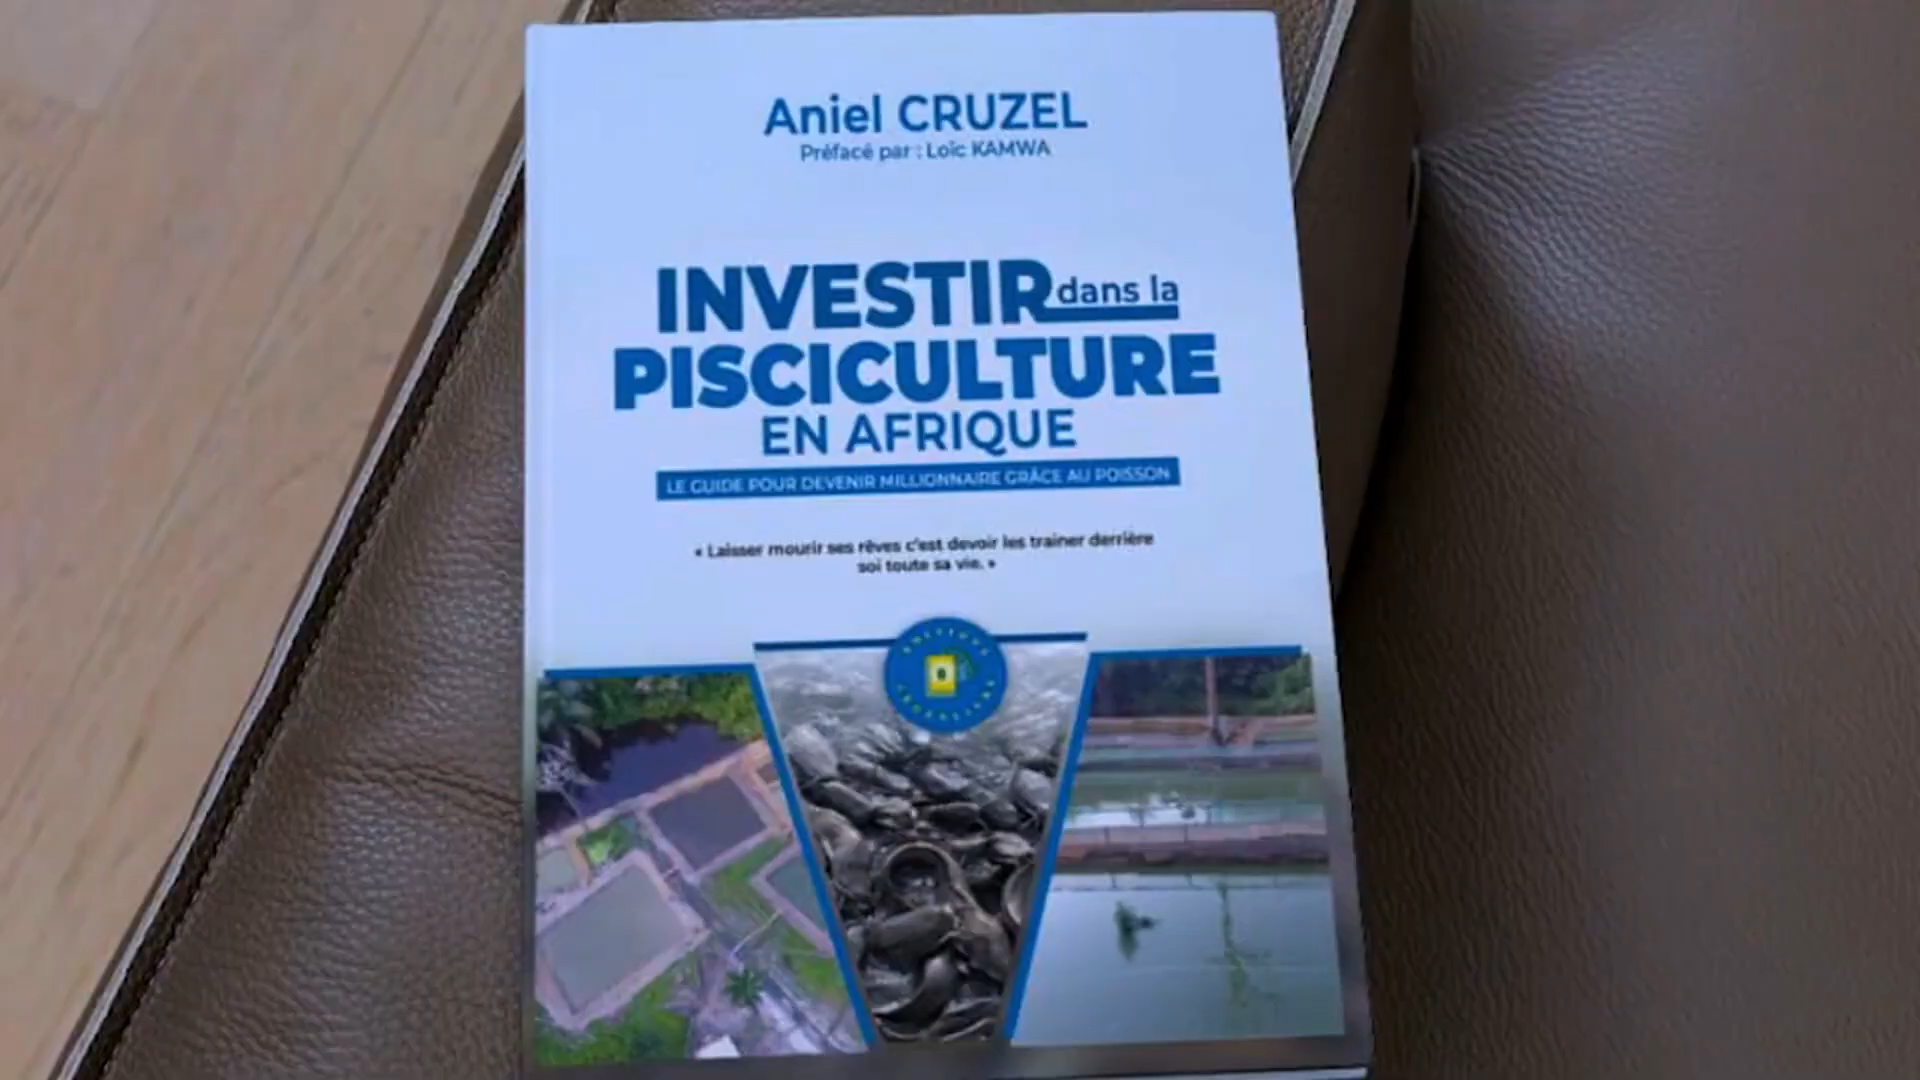 Aniel CRUZEL
Préfacé par : Loïc KAMWA
INVESTIR dans la
PISCICULTURE
EN AFRIQUE
LE GUIDE POUR DEVENIR MILLIONNAIRE GRÂCE AU POISSON
« Laisser mourir ses rêves c'est devoir les trainer derrière
soi toute sa vie. »